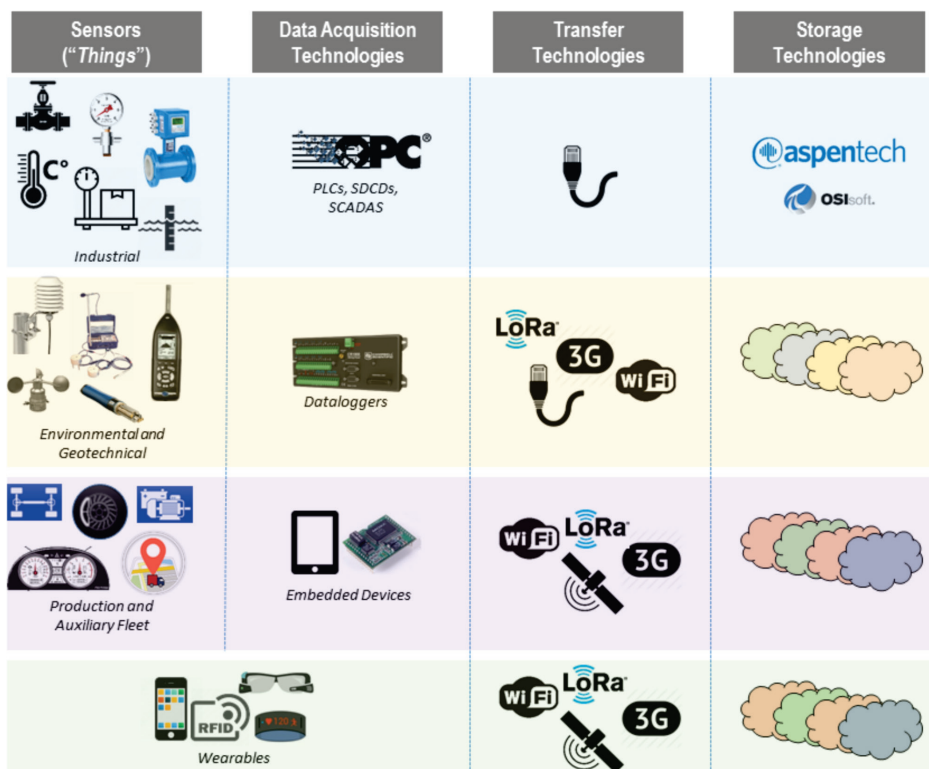 Sensors
("Things")
Data Acquisition
Technologies
Transfer
Technologies
Storage
Technologies
C°
Industrial
OPC®
PLCs, SDCDs,
SCADAS
aspentech
OSIsoft.
Environmental and
Geotechnical
Dataloggers
LoRa
3G
WiFi
Production and
Auxiliary Fleet
Embedded Devices
WiFi
LoRa
3G
RFID
120
Wearables
WiFi
LoRa
3G